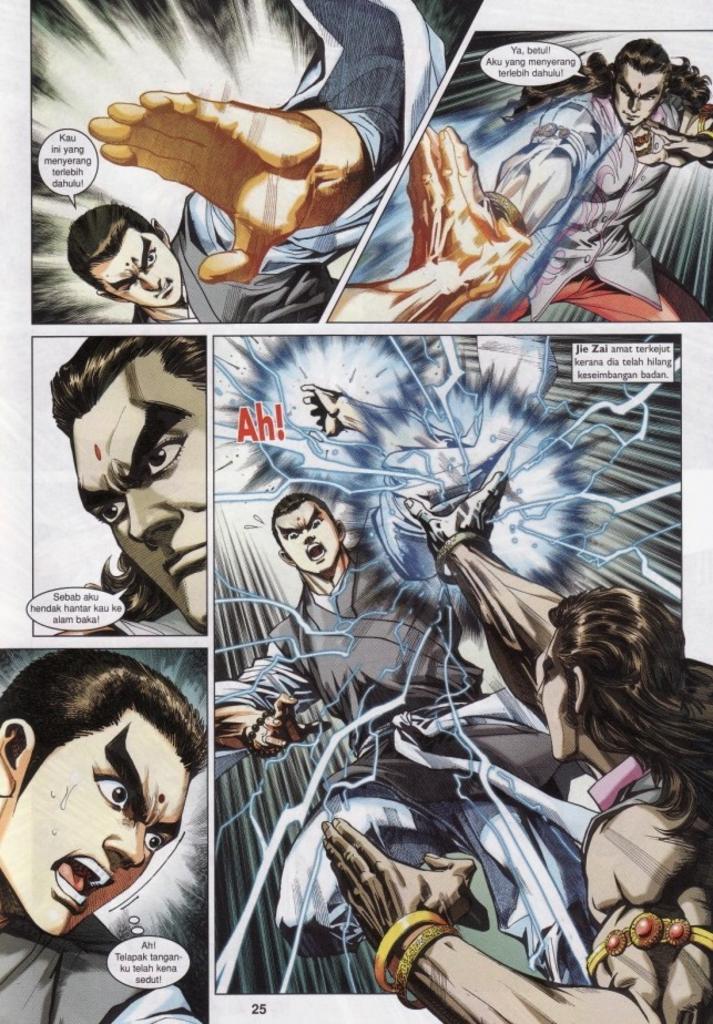 Kau
ini yang
menyerang
terlebih
dahulu!
Ya, betul!
Aku yang menyerang
terlebih dahulu!
Sebab aku
hendak hantar kau ke
alam baka!
Jie Zai amat terkejut
kerana dia telah hilang
keseimbangan badan.
Ah!
Ah!
Telapak tangan-
ku telah kena
sedut!
25